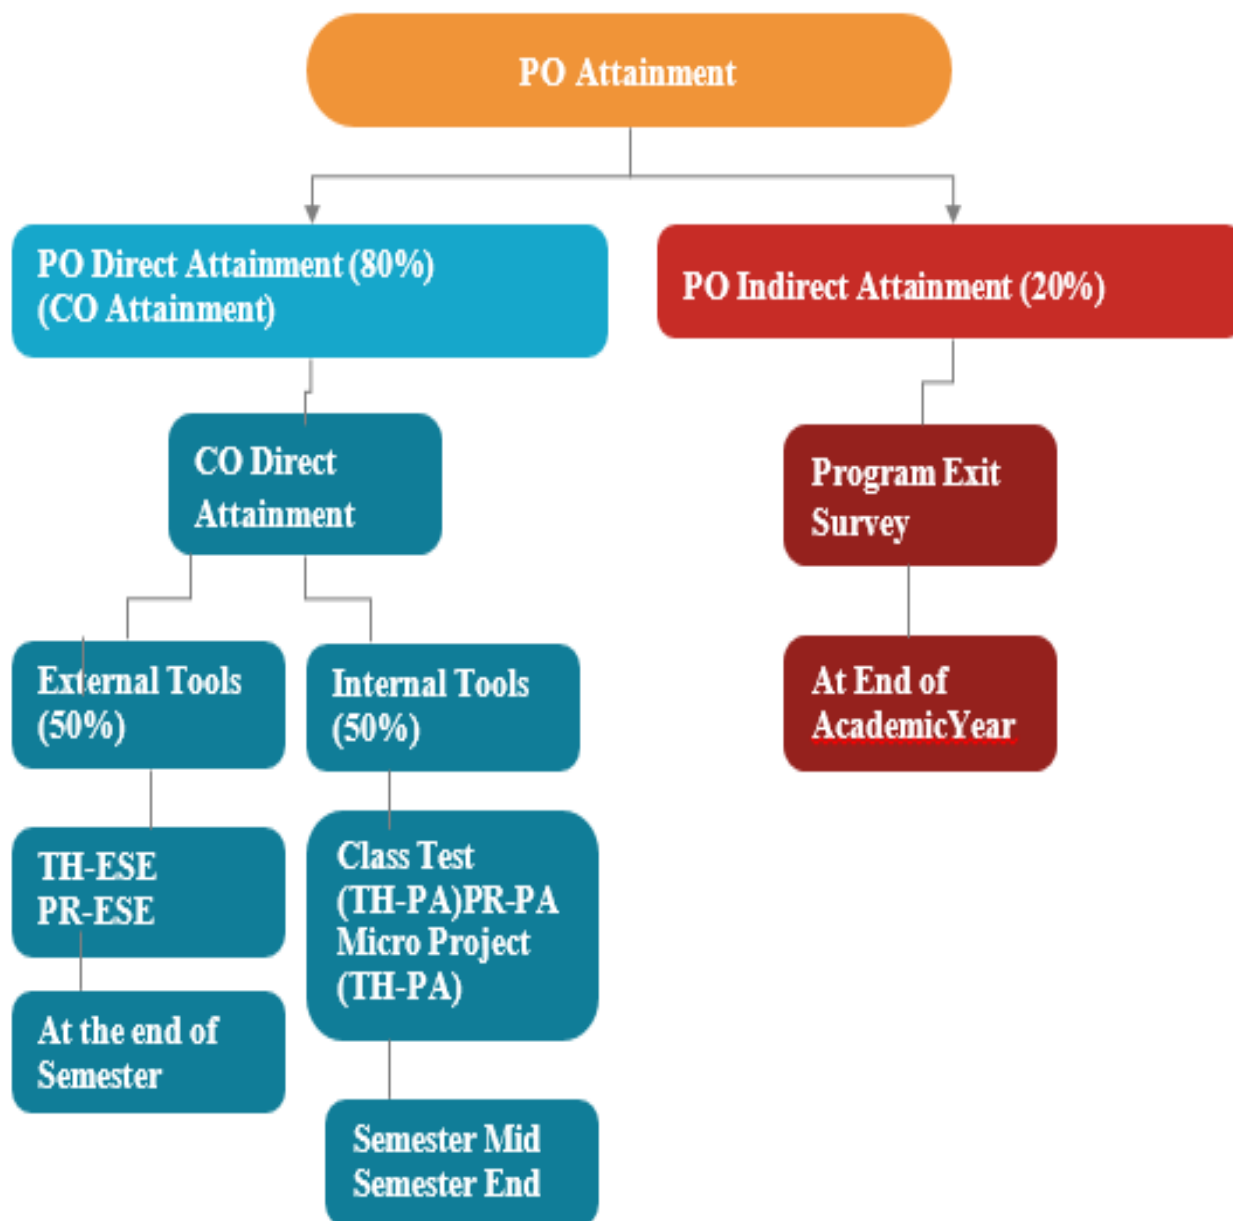 PO Attainment
PO Direct Attainment (80%)
(CO Attainment)
PO Indirect Attainment (20%)
CO Direct
Attainment
Program Exit
Survey
External Tools
(50%)
Internal Tools
(50%)
At End of
AcademicYear
TH-ESE
PR-ESE
Class Test
(TH-PA)PR-PA
Micro Project
(TH-PA)
At the end of
Semester
Semester Mid
Semester End